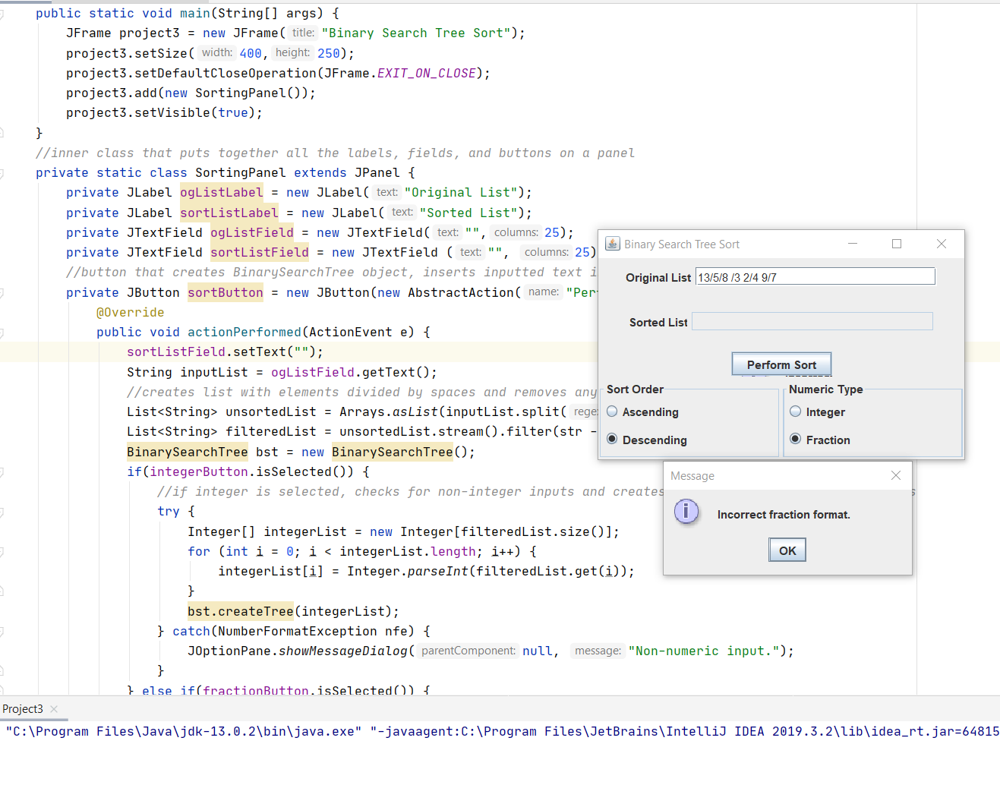 public static void main(String[] args) {
JFrame project3 = new JFrame( title: "Binary Search Tree Sort");
project3.setSize( width: 400, height: 250);
project3.setDefaultCloseOperation(JFrame.EXIT_ON_CLOSE);
project3.add(new SortingPanel());
project3.setVisible(true);
}
//inner class that puts together all the labels, fields, and buttons on a panel
private static class SortingPanel extends JPanel {
private JLabel ogListLabel = new JLabel( text: "Original List");
private JLabel sortListLabel = new JLabel( text: "Sorted List");
private JTextField ogListField = new JTextField( text: "", columns: 25);
private JTextField sortListField = new JTextField ( text: "", columns: 25)
//button that creates BinarySearchTree object, inserts inputted text i
private JButton sortButton = new JButton(new AbstractAction( name: "Per
@Override
public void actionPerformed(ActionEvent e) {
sortListField.setText("");
String inputList = ogListField.getText();
//creates list with elements divided by spaces and removes any
List<String> unsortedList = Arrays.asList(inputList.split( rege
List<String> filteredList = unsortedList.stream().filter(str -
BinarySearchTree bst = new BinarySearchTree();
if(integerButton.isSelected()) {
//if integer is selected, checks for non-integer inputs and creates
try {
Integer[] integerList = new Integer[filteredList.size()];
for (int i = 0; i < integerList.length; i++) {
integerList[i] = Integer.parseInt(filteredList.get(i));
}
bst.createTree(integerList);
} catch(NumberFormatException nfe) {
JOptionPane.showMessageDialog( parentComponent: null, message: "Non-numeric input.");
}
} else if(fractionButton.isSelected()) {
Binary Search Tree Sort
Original List 13/5/8 /3 2/4 9/7
Sorted List
Perform Sort
Sort Order
Numeric Type
Ascending
Integer
Descending
Fraction
Message
Incorrect fraction format.
OK
Project3
"C:\Program Files\Java\jdk-13.0.2\bin\java.exe" "-javaagent:C:\Program Files\JetBrains\IntelliJ IDEA 2019.3.2\lib\idea_rt.jar=64815